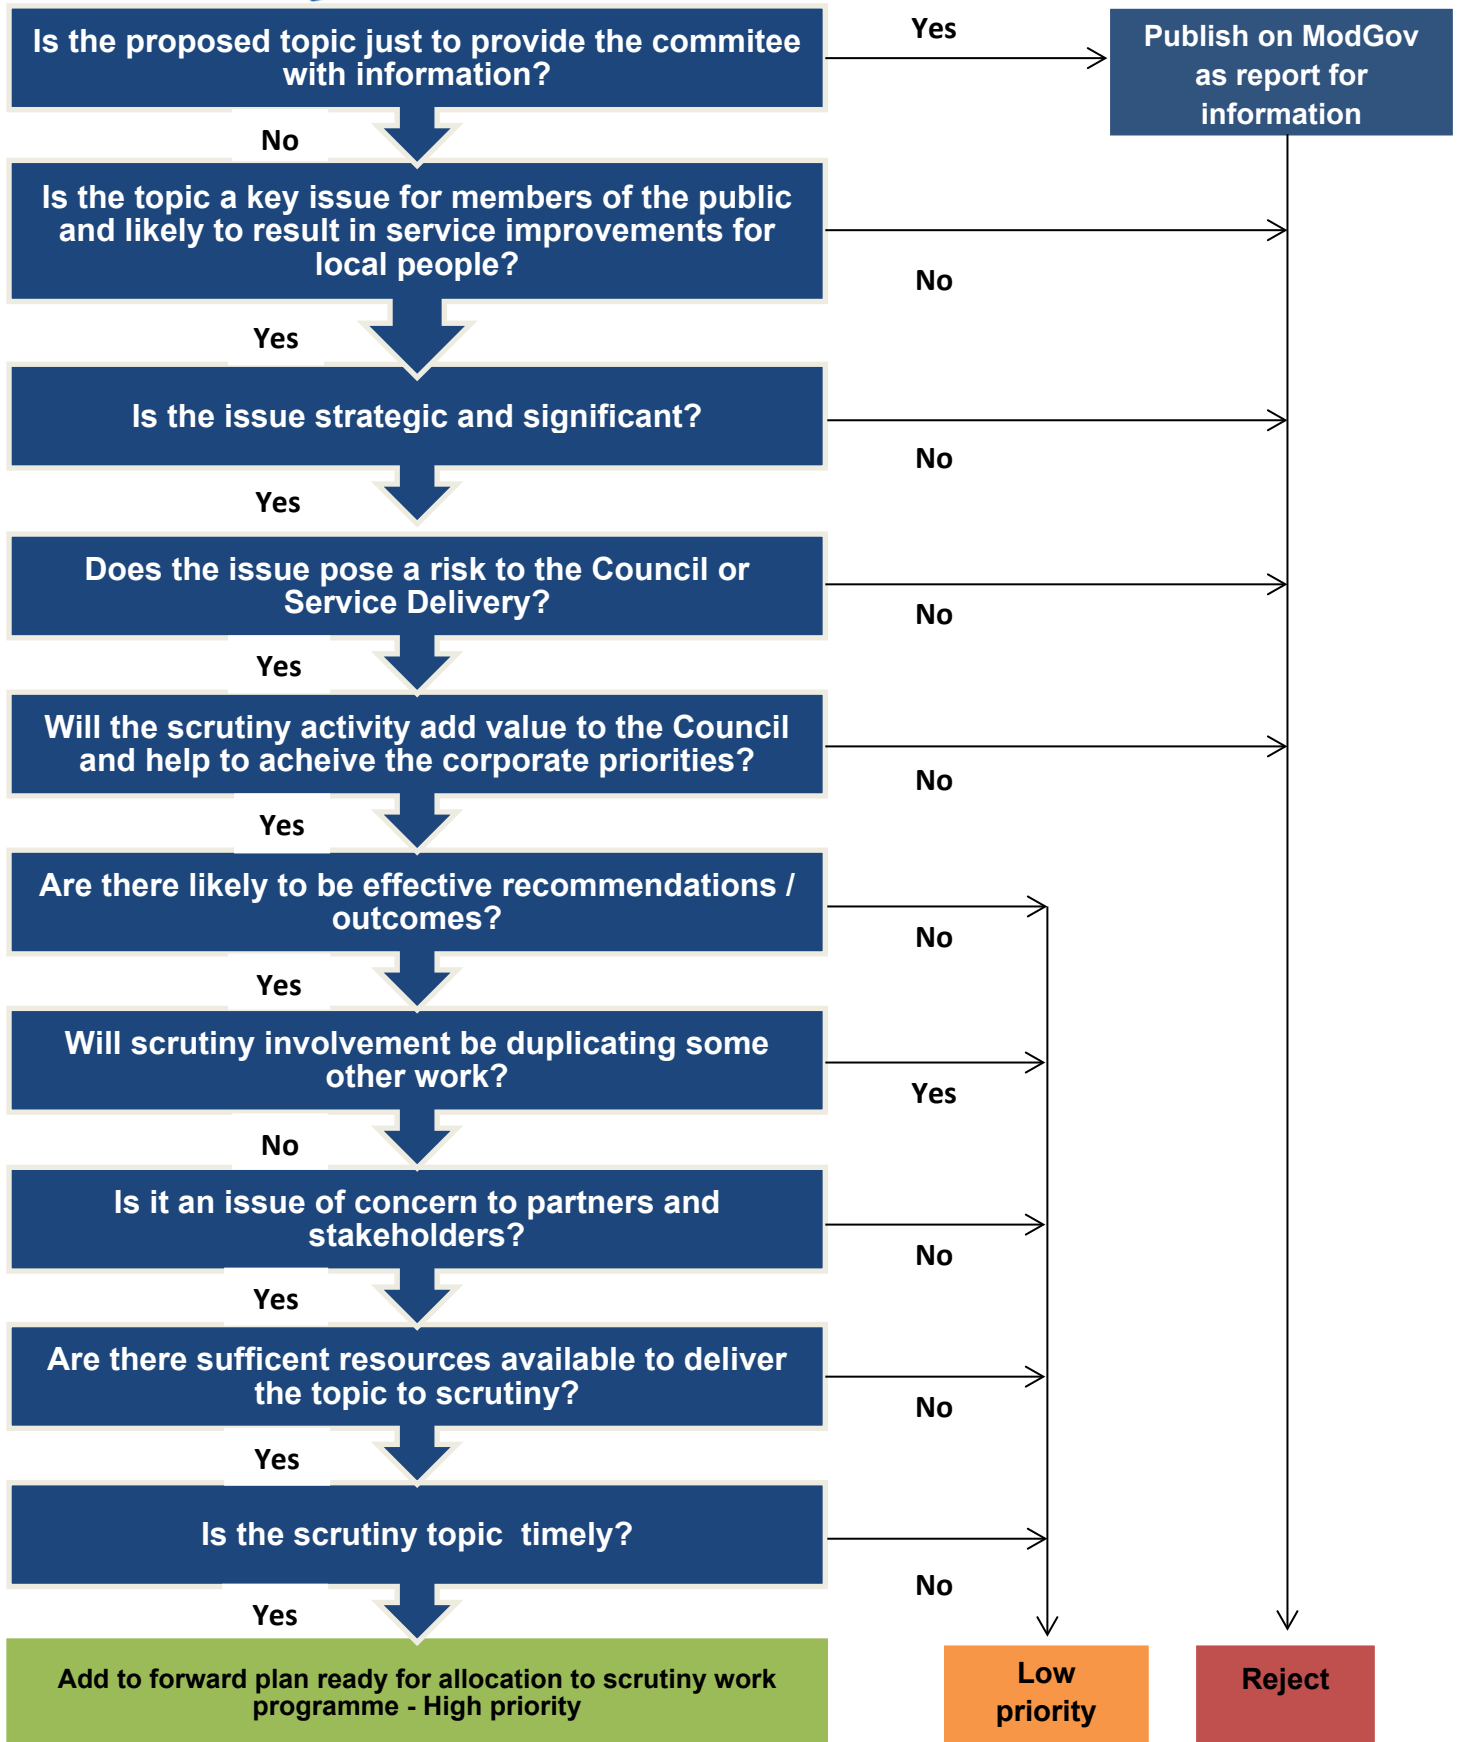 Is the proposed topic just to provide the commitee
with information?
Yes
Publish on ModGov
as report for
information
No
Is the topic a key issue for members of the public
and likely to result in service improvements for
local people?
No
Yes
Is the issue strategic and significant?
No
Yes
Does the issue pose a risk to the Council or
Service Delivery?
No
Yes
Will the scrutiny activity add value to the Council
and help to acheive the corporate priorities?
No
Yes
Are there likely to be effective recommendations /
outcomes?
No
Yes
Will scrutiny involvement be duplicating some
other work?
Yes
No
Is it an issue of concern to partners and
stakeholders?
No
Yes
Are there sufficent resources available to deliver
the topic to scrutiny?
No
Yes
Is the scrutiny topic  timely?
No
Yes
Add to forward plan ready for allocation to scrutiny work
programme - High priority
Low
priority
Reject